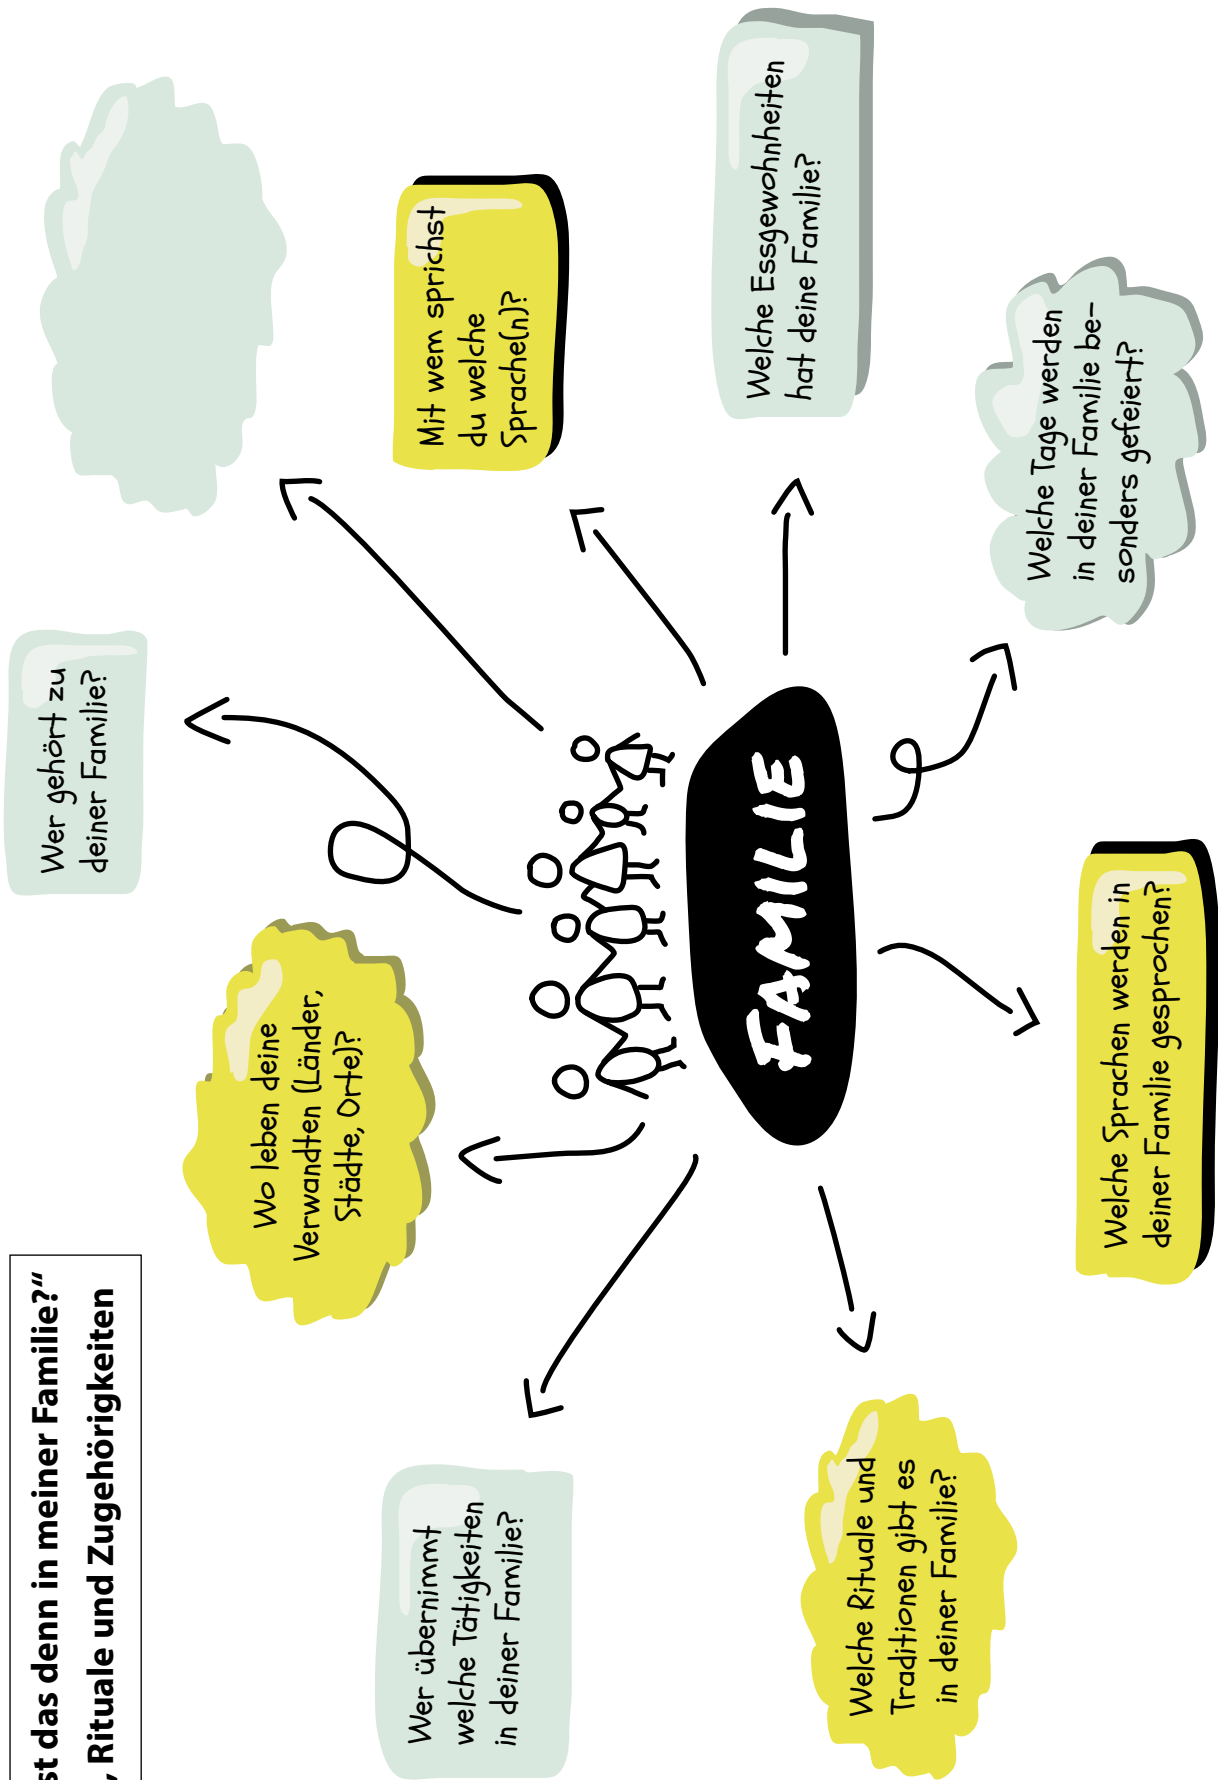 st das denn in meiner Familie?“
, Rituale und Zugehörigkeiten
Wer übernimmt
welche Tätigkeiten
in deiner Familie?
Wo leben deine
Verwandten (Länder,
Städte, Orte)?
Wer gehört zu
deiner Familie?
Mit wem sprichst
du welche
Sprache(n)?
Welche Essgewohnheiten
hat deine Familie?
FAMILIE
Welche Rituale und
Traditionen gibt es
in deiner Familie?
Welche Sprachen werden in
deiner Familie gesprochen?
Welche Tage werden
in deiner Familie be-
sonders gefeiert?